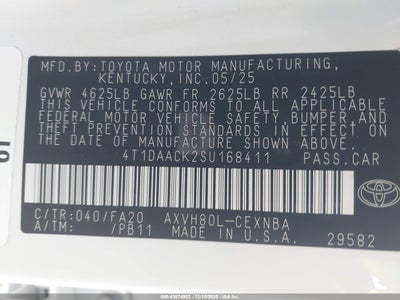 MFD.BY:TOYOTA MOTOR MANUFACTURING,
KENTUCKY,INC.05/25
GVWR 4625LB GAWR FR 2625LB RR 2425LB
THIS VEHICLE CONFORMS TO ALL APPLICABLE
FEDERAL MOTOR VEHICLE SAFETY,BUMPER,AND
THEFT PREVENTION STANDARDS IN EFFECT ON
THE DATE OF MANUFACTURE SHOWN ABOVE.
4T1DAACK2SU168411 PASS.CAR
C/TR:040/FA20 AXVH80L-CEXNBA
A/TM: /PB11 MADE IN U.S.A.
TOYOTA
29582